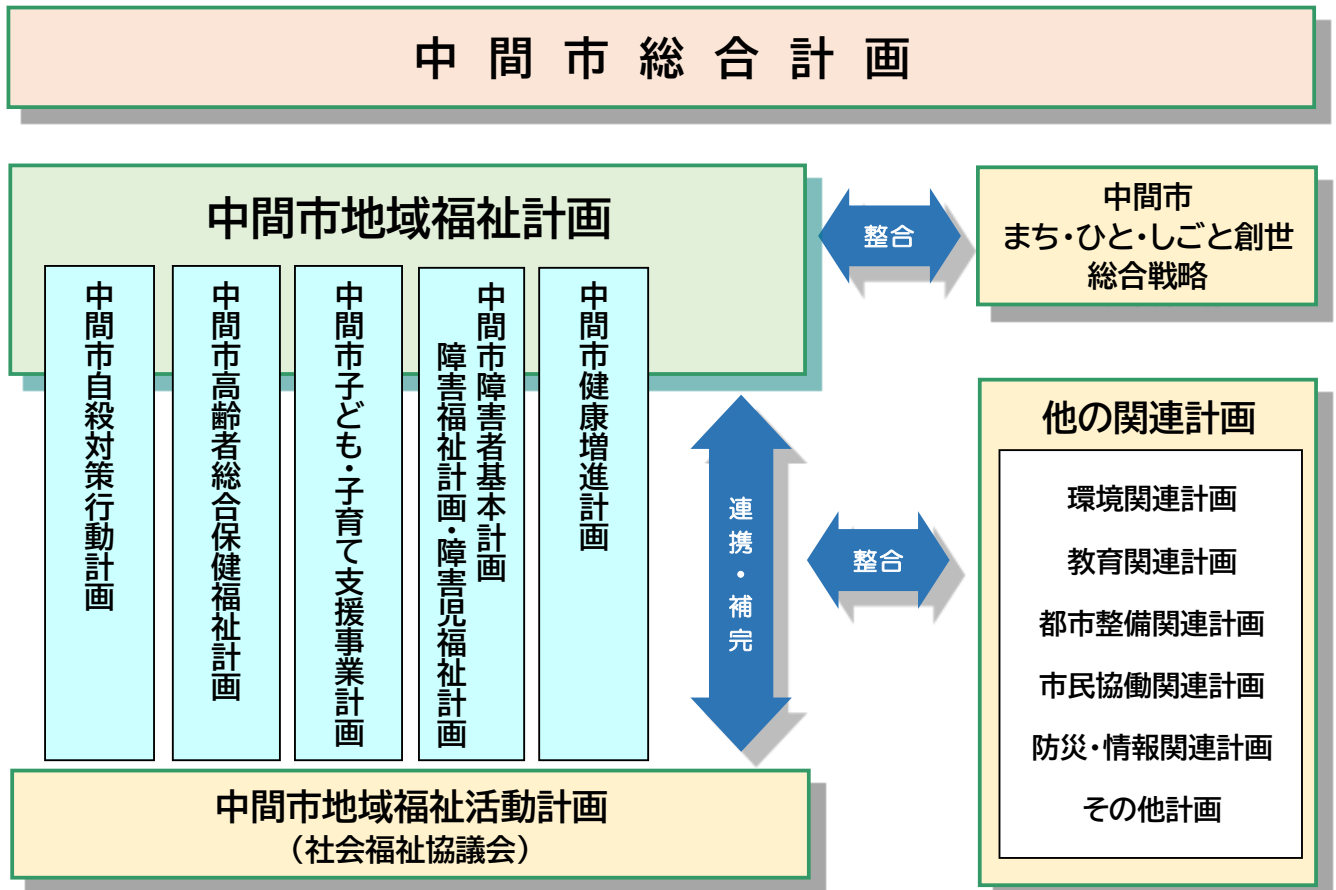 中間市総合計画
中間市地域福祉計画
整合
中間市
まち・ひと・しごと創世
総合戦略
中間市自殺対策行動計画
中間市高齢者総合保健福祉計画
中間市子ども・子育て支援事業計画
中間市障害者基本計画
障害福祉計画・障害児福祉計画
中間市健康増進計画
連携・補完
整合
他の関連計画
環境関連計画
教育関連計画
都市整備関連計画
市民協働関連計画
防災・情報関連計画
その他計画
中間市地域福祉活動計画
（社会福祉協議会）